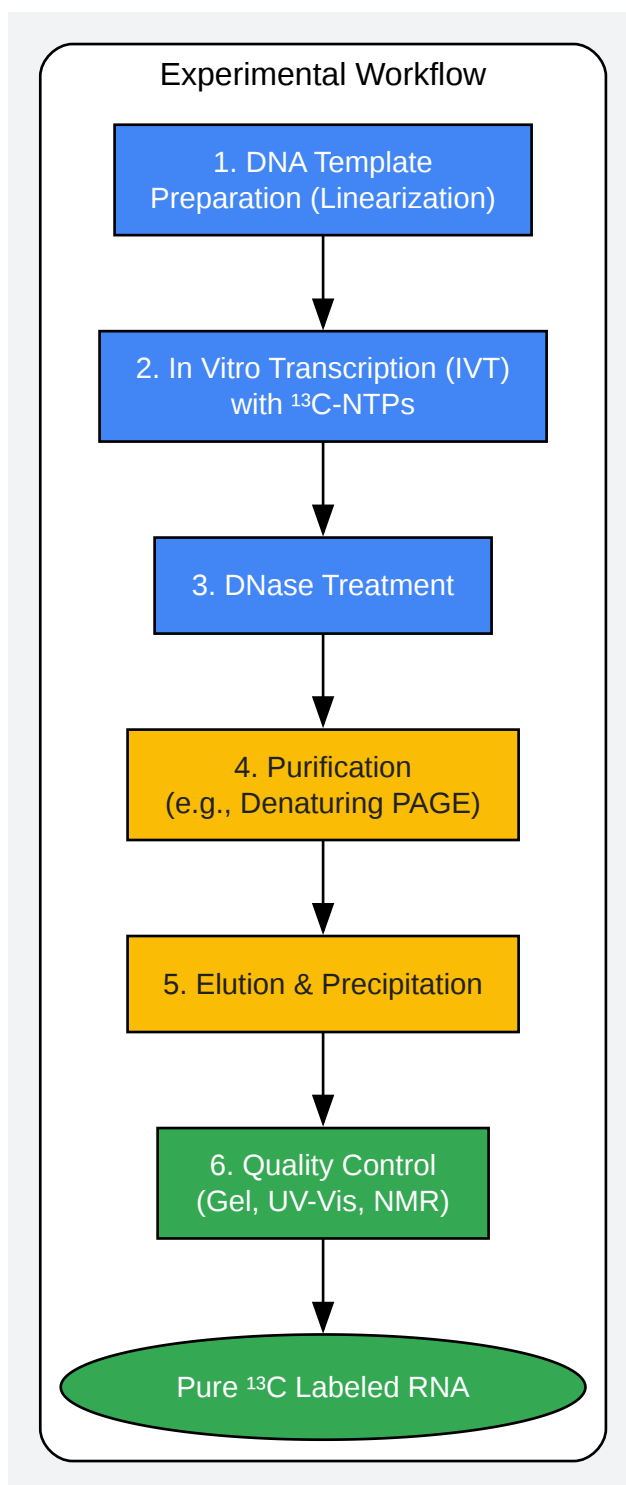 Experimental Workflow
1. DNA Template
Preparation (Linearization)
2. In Vitro Transcription (IVT)
with ¹³C-NTPs
3. DNase Treatment
4. Purification
(e.g., Denaturing PAGE)
5. Elution & Precipitation
6. Quality Control
(Gel, UV-Vis, NMR)
Pure ¹³C Labeled RNA